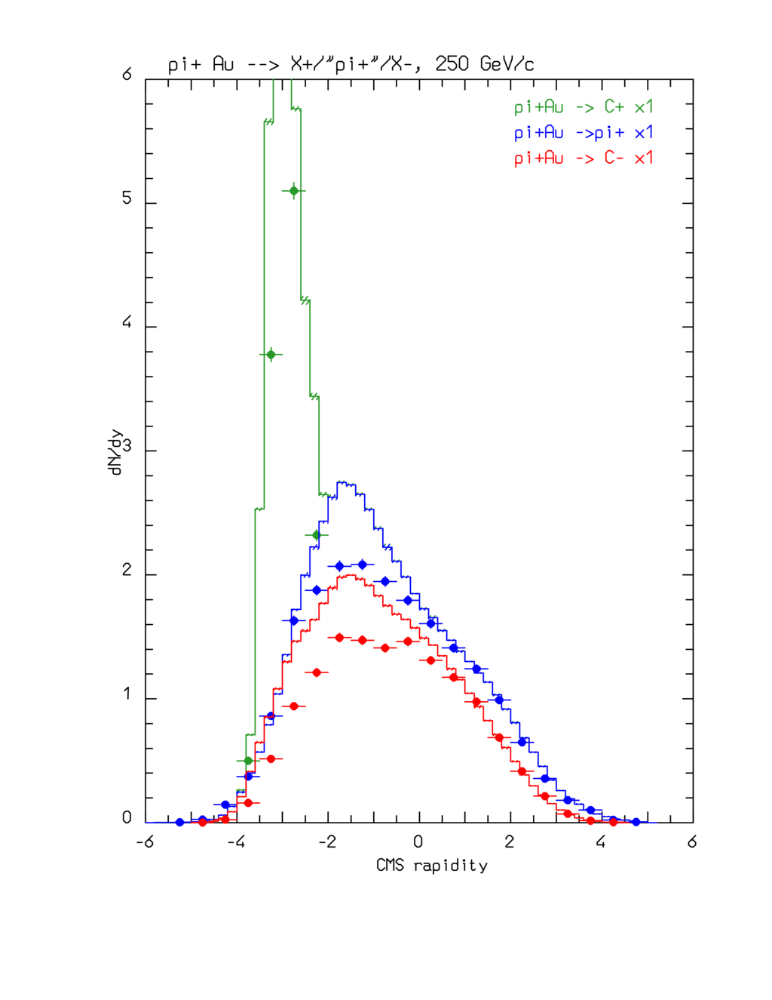 pi+ Au --> X+/"pi+"/X-, 250 GeV/c
6
pi+Au -> C+ x1
pi+Au ->pi+ x1
pi+Au -> C- x1
5
4
3
dN/dy
2
1
0
-6 -4 -2 0 2 4 6
CMS rapidity